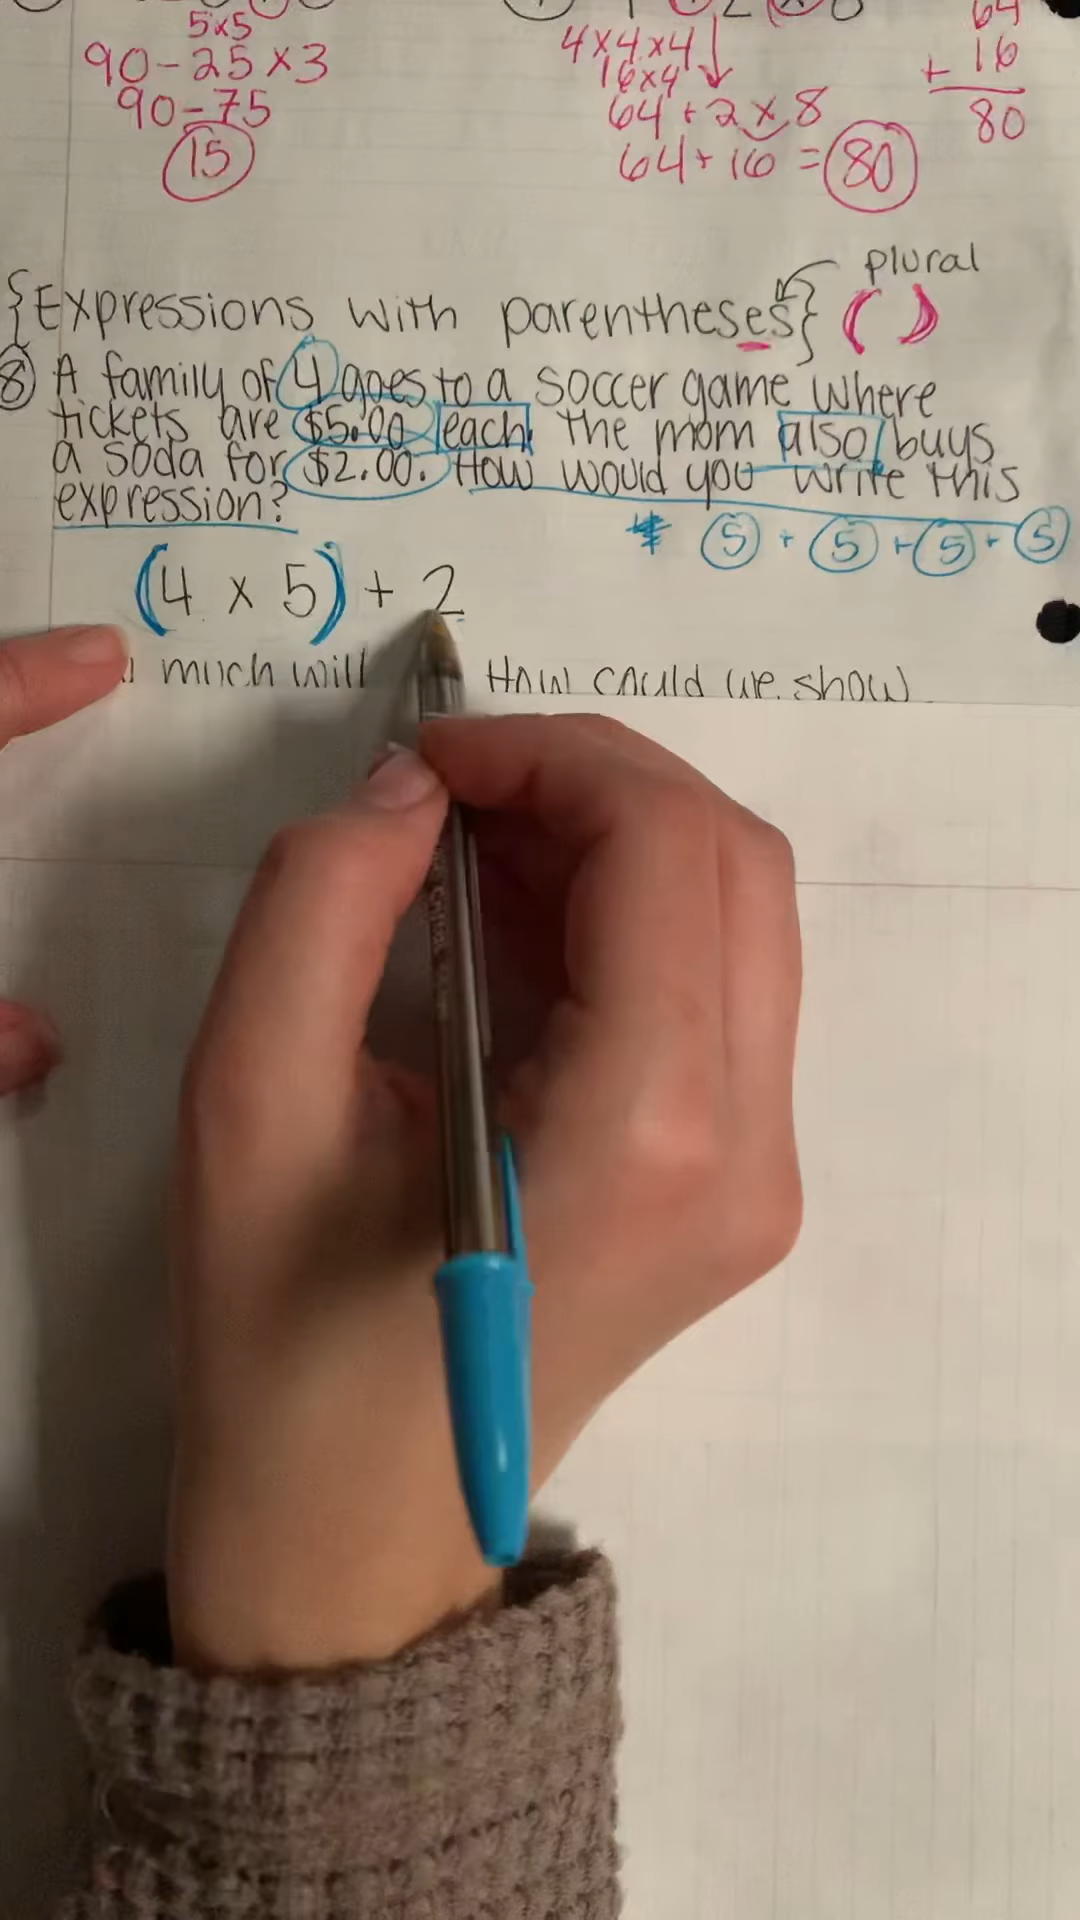 5x5
90-25x3
90-75
15
4x4x4
16x4
64+2x8
64+16=80
64
+16
80
plural
{Expressions with parentheses} ( )
8 A family of 4 goes to a soccer game where
tickets are $5.00 each. The mom also buys
a soda for $2.00. How would you write this
expression?
* 5 + 5 + 5 + 5
(4 x 5) + 2
much will How could we show